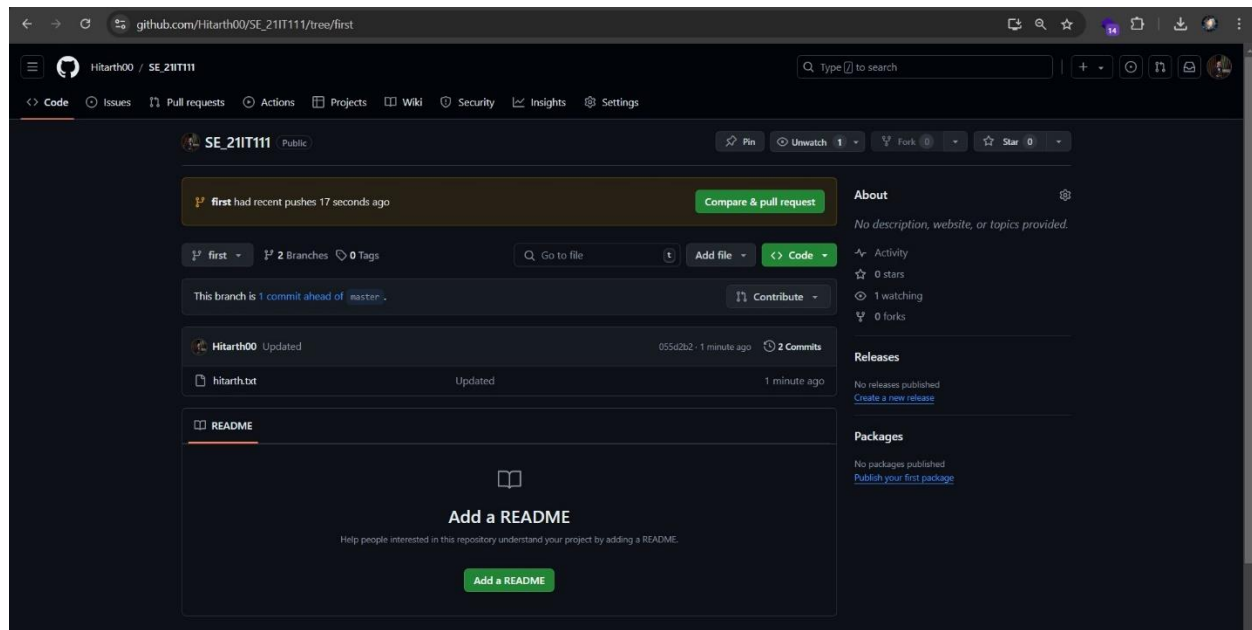 github.com/Hitarth00/SE_21IT111/tree/first
14
Hitarth00 / SE_21IT111
Type / to search
Code Issues Pull requests Actions Projects Wiki Security Insights Settings
SE_21IT111 Public
Pin Unwatch 1 Fork 0 Star 0
first had recent pushes 17 seconds ago
Compare & pull request
first 2 Branches 0 Tags
Go to file t
Add file
Code
This branch is 1 commit ahead of master .
Contribute
Hitarth00 Updated 055d2b2 · 1 minute ago 2 Commits
hitarth.txt Updated 1 minute ago
README
Add a README
Help people interested in this repository understand your project by adding a README.
Add a README
About
No description, website, or topics provided.
Activity
0 stars
1 watching
0 forks
Releases
No releases published
Create a new release
Packages
No packages published
Publish your first package